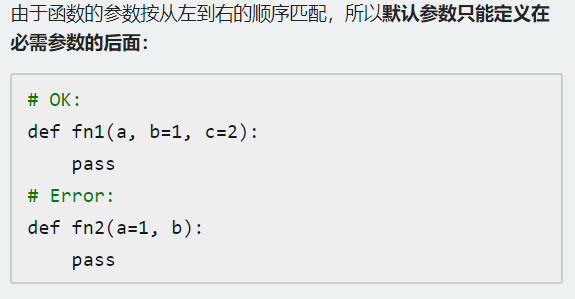 由于函数的参数按从左到右的顺序匹配，所以默认参数只能定义在
必需参数的后面：
# OK:
def fn1(a, b=1, c=2):
    pass
# Error:
def fn2(a=1, b):
    pass